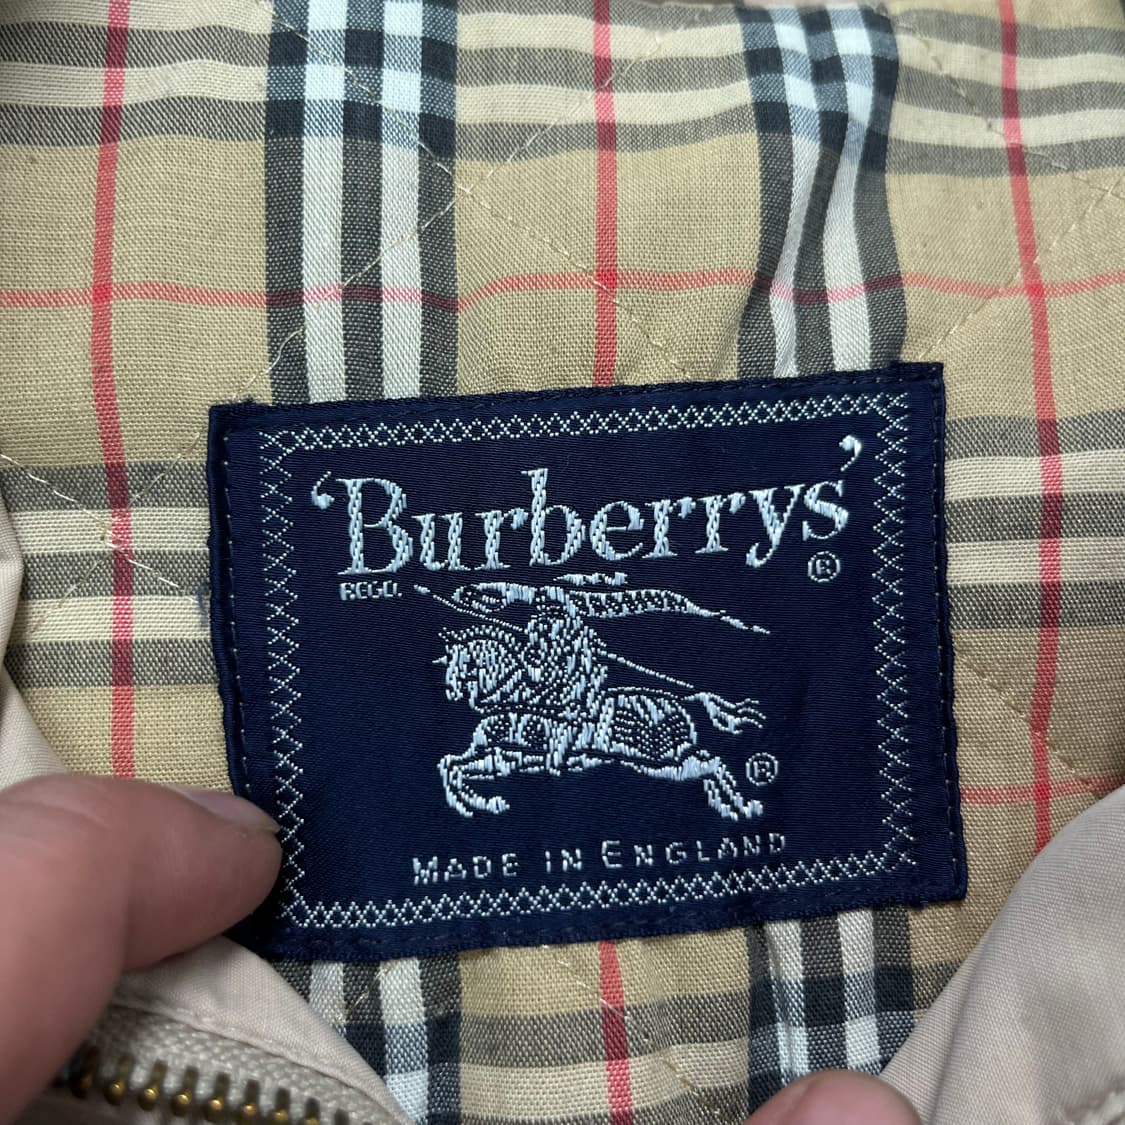 ‘Burberrys’
®
REGD.
®
MADE IN ENGLAND